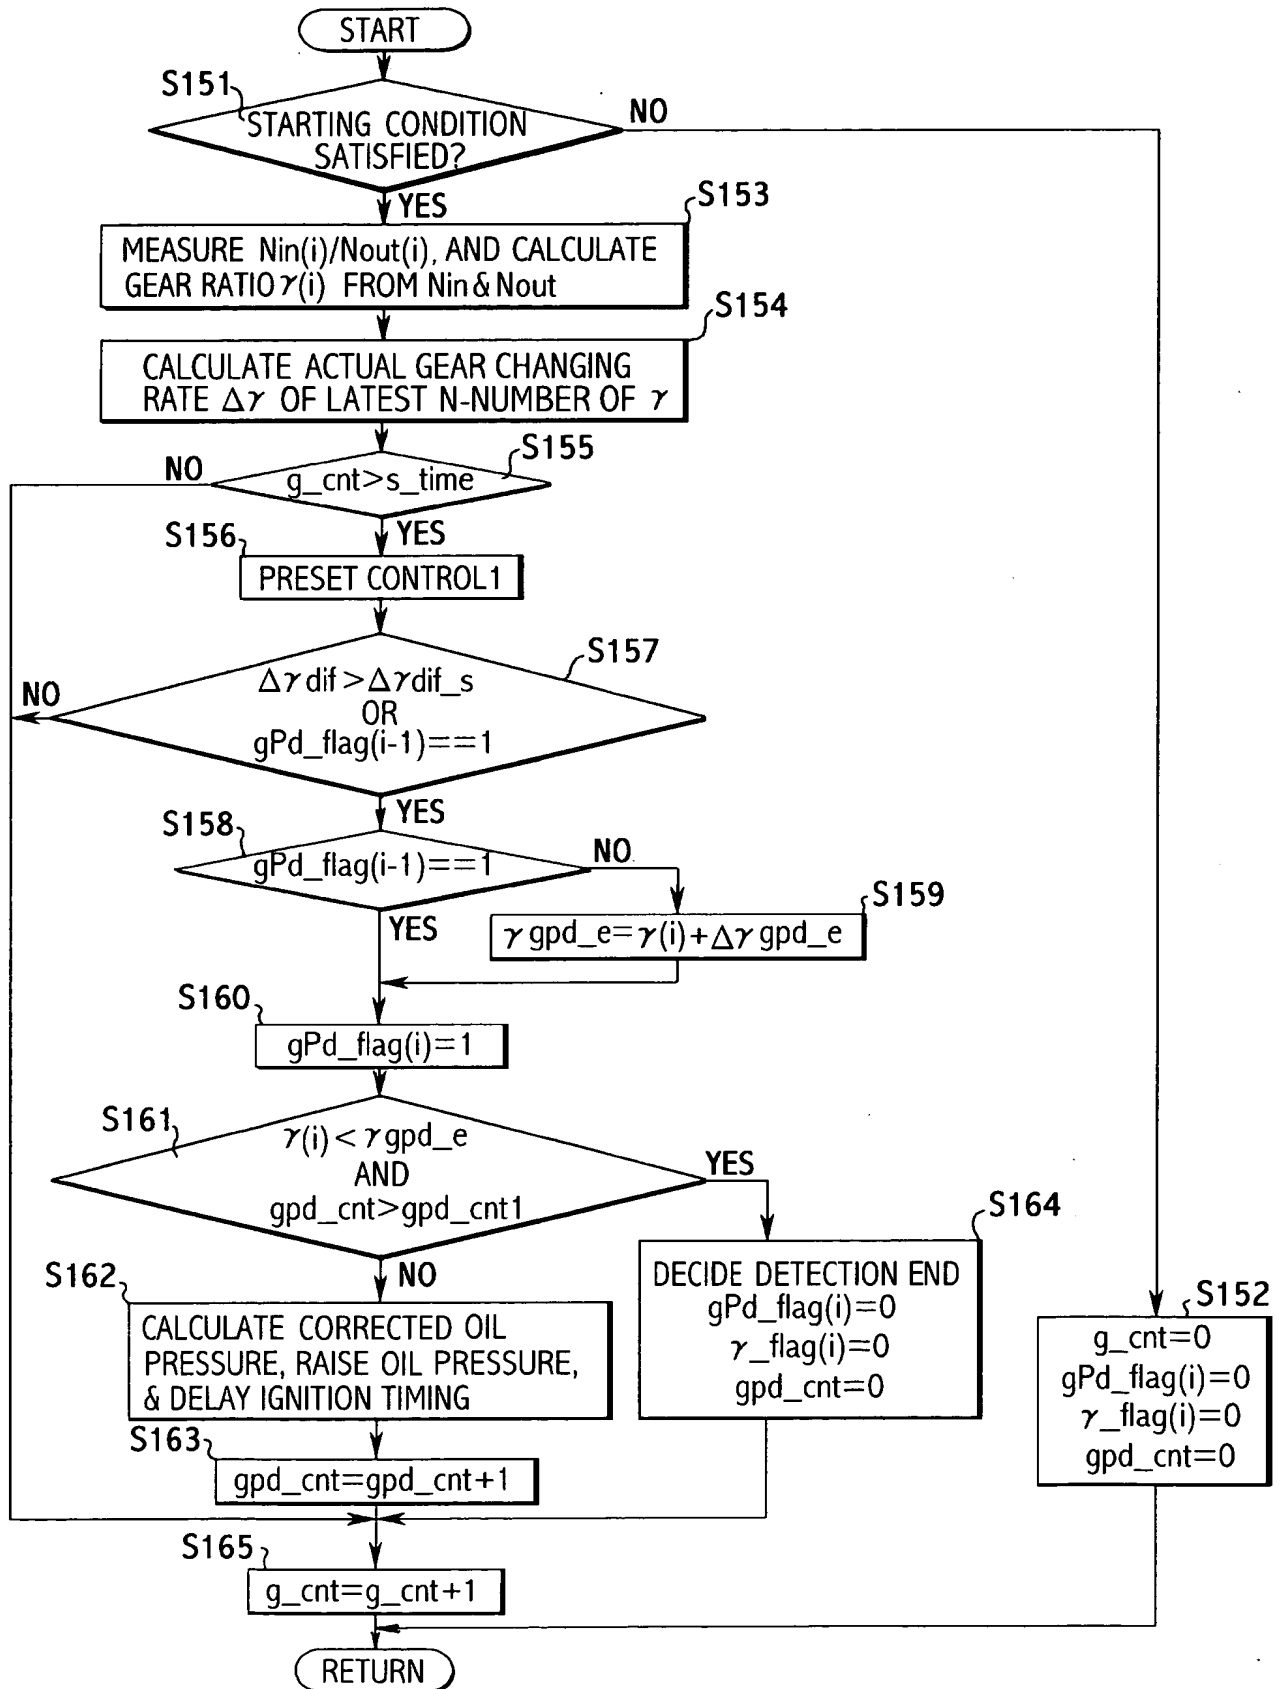 START
S151
STARTING CONDITION
SATISFIED?
NO
YES
S153
MEASURE Nin(i)/Nout(i), AND CALCULATE
GEAR RATIO γ(i) FROM Nin&Nout
S154
CALCULATE ACTUAL GEAR CHANGING
RATE Δγ OF LATEST N-NUMBER OF γ
S155
NO
g_cnt>s_time
YES
S156
PRESET CONTROL1
S157
NO
Δγdif>Δγdif_s
OR
gPd_flag(i-1)==1
YES
S158
gPd_flag(i-1)==1
NO
S159
YES
γgpd_e=γ(i)+Δγgpd_e
S160
gPd_flag(i)=1
S161
γ(i)<γgpd_e
AND
gpd_cnt>gpd_cnt1
YES
S164
NO
DECIDE DETECTION END
gPd_flag(i)=0
γ_flag(i)=0
gpd_cnt=0
S162
CALCULATE CORRECTED OIL
PRESSURE, RAISE OIL PRESSURE,
& DELAY IGNITION TIMING
S152
g_cnt=0
gPd_flag(i)=0
γ_flag(i)=0
gpd_cnt=0
S163
gpd_cnt=gpd_cnt+1
S165
g_cnt=g_cnt+1
RETURN